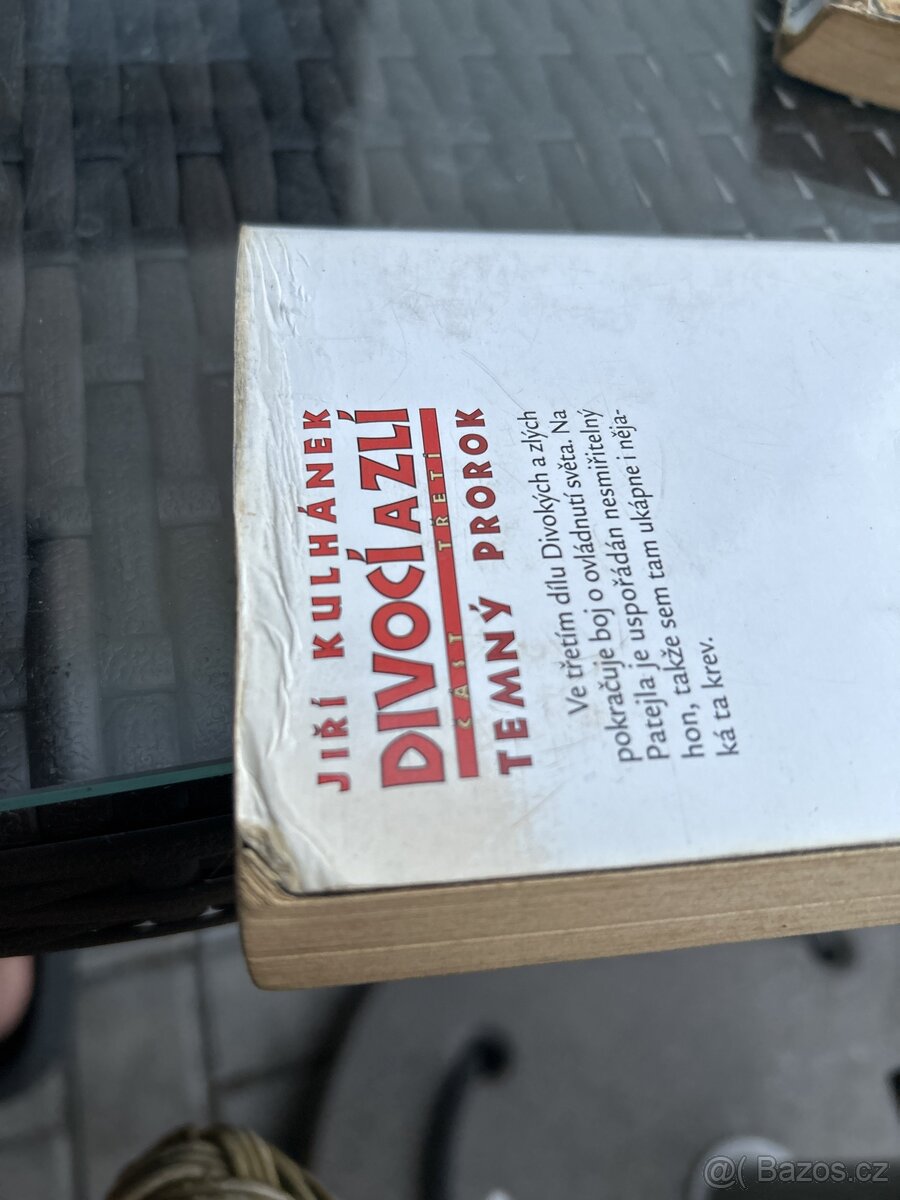 JIŘÍ KULHÁNEK
DIVOCÍ A ZLÍ
ČÁST TŘETÍ
TEMNÝ PROROK
Ve třetím dílu Divokých a zlých
pokračuje boj o ovládnutí světa. Na
Patejla je uspořádán nesmiřitelný
hon, takže sem tam ukápne i něja-
ká ta krev.
@( Bazos.cz